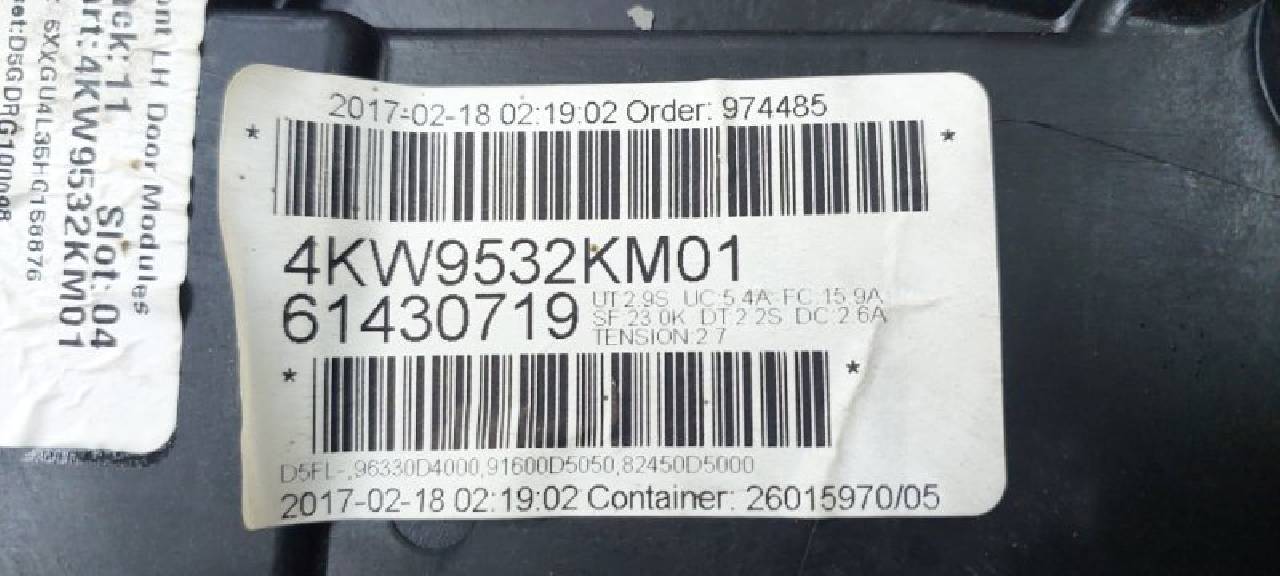 2017-02-18 02:19:02 Order: 974485
* *
4KW9532KM01
61430719
UT:2.9S UC:5.4A FC:15.9A
SF:23.0K DT:2.2S DC:2.6A
TENSION:2.7
* *
D5FL-,96330D4000,91600D5050,82450D5000
2017-02-18 02:19:02 Container: 26015970/05
LH Door Modules
11 Slot: 04
4KW9532KM01